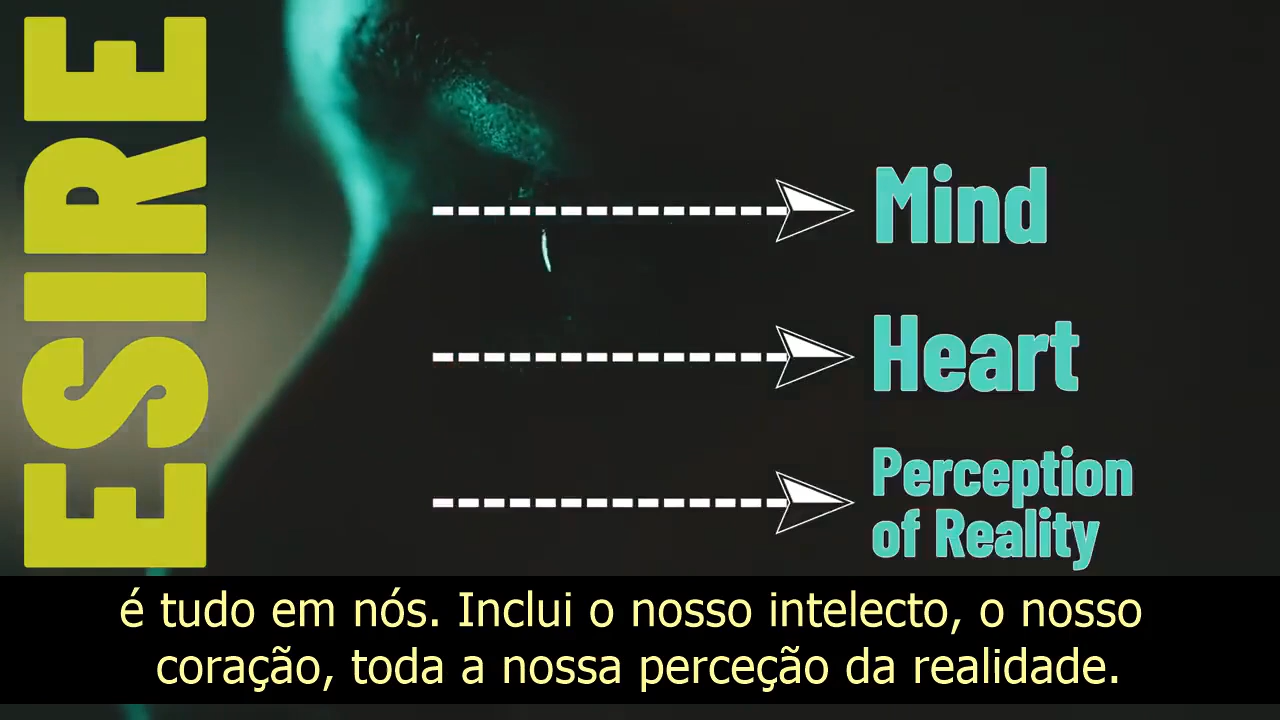 ESIRE
Mind
Heart
Perception
of Reality
é tudo em nós. Inclui o nosso intelecto, o nosso
coração, toda a nossa perceção da realidade.